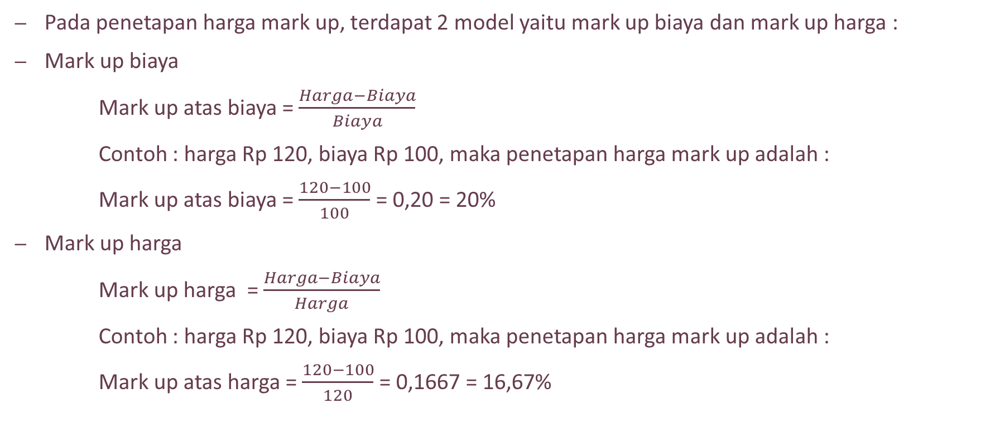 – Pada penetapan harga mark up, terdapat 2 model yaitu mark up biaya dan mark up harga :
– Mark up biaya
Mark up atas biaya = \frac{Harga−Biaya}{Biaya}
Contoh : harga Rp 120, biaya Rp 100, maka penetapan harga mark up adalah :
Mark up atas biaya = \frac{120−100}{100} = 0,20 = 20%
– Mark up harga
Mark up harga = \frac{Harga−Biaya}{Harga}
Contoh : harga Rp 120, biaya Rp 100, maka penetapan harga mark up adalah :
Mark up atas harga = \frac{120−100}{120} = 0,1667 = 16,67%